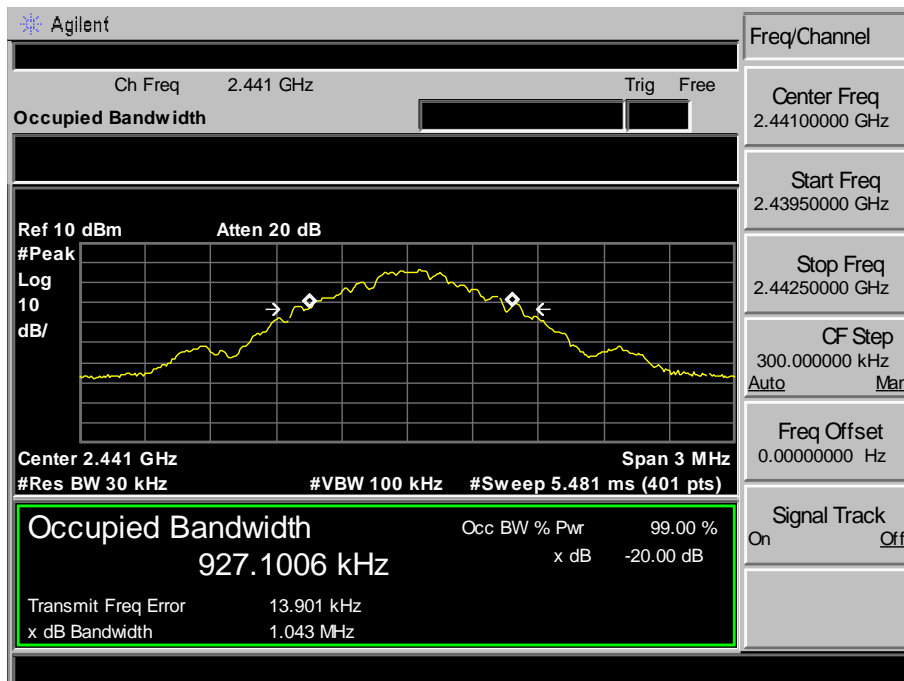 Agilent
Freq/Channel
Ch Freq 2.441 GHz Trig Free
Occupied Bandwidth
Center Freq
2.44100000 GHz
Start Freq
2.43950000 GHz
Stop Freq
2.44250000 GHz
CF Step
300.000000 kHz
Auto Man
Freq Offset
0.00000000 Hz
Signal Track
On Off
Ref 10 dBm Atten 20 dB
#Peak
Log
10
dB/
Center 2.441 GHz Span 3 MHz
#Res BW 30 kHz #VBW 100 kHz #Sweep 5.481 ms (401 pts)
Occupied Bandwidth
927.1006 kHz
Occ BW % Pwr 99.00 %
x dB -20.00 dB
Transmit Freq Error 13.901 kHz
x dB Bandwidth 1.043 MHz